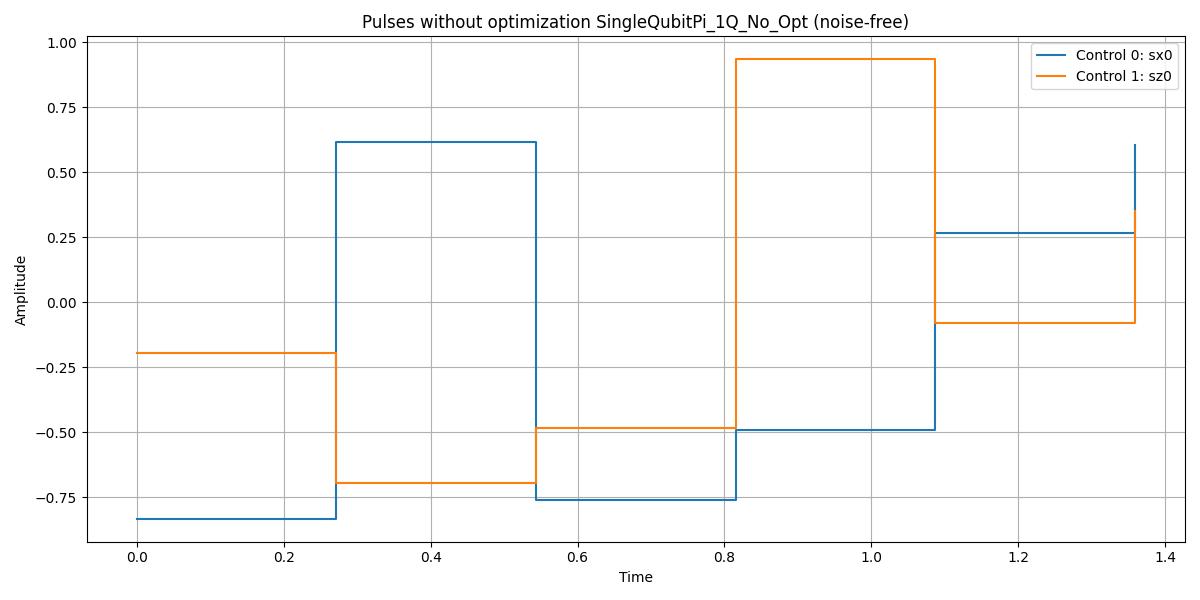 Pulses without optimization SingleQubitPi_1Q_No_Opt (noise-free)
Control 0: sx0
Control 1: sz0
Amplitude
1.00
0.75
0.50
0.25
0.00
−0.25
−0.50
−0.75
0.0 0.2 0.4 0.6 0.8 1.0 1.2 1.4
Time